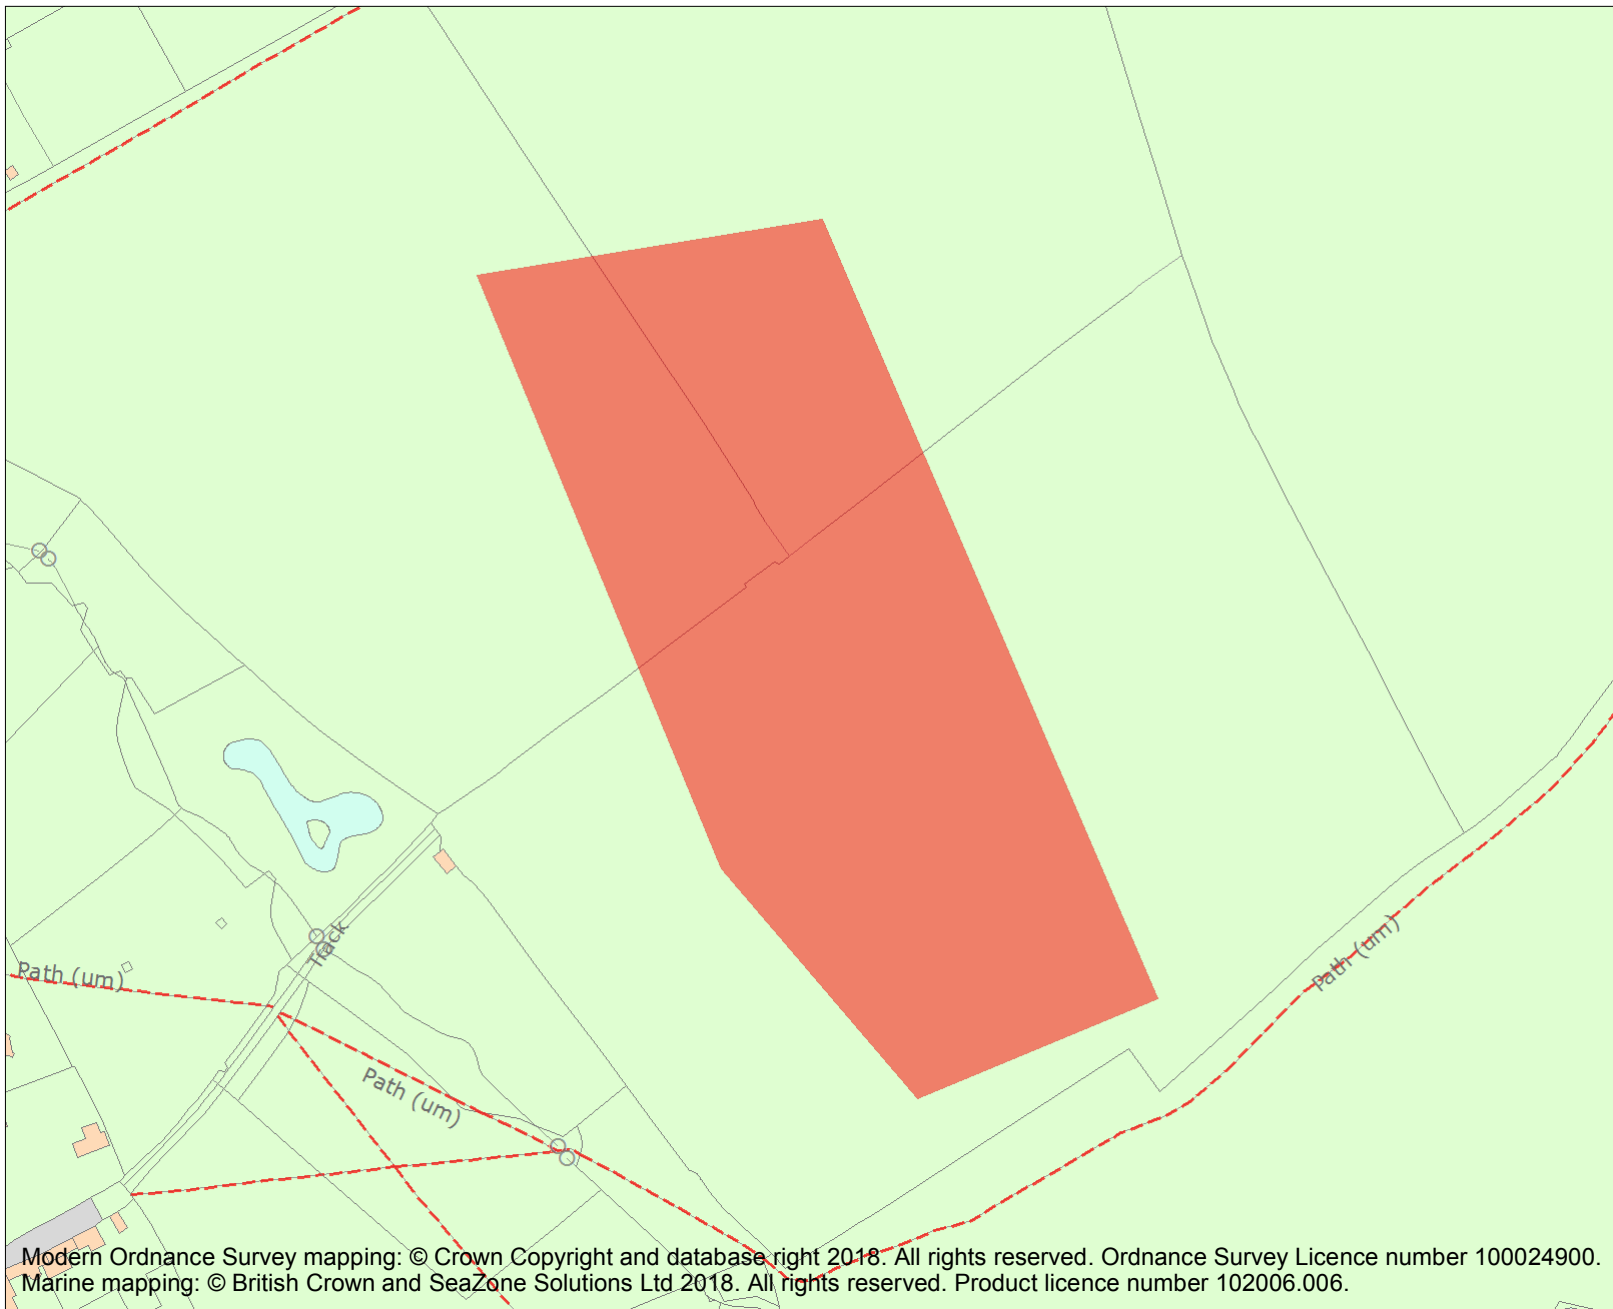 Track
Path (um)
Path (um)
Path (um)
Modern Ordnance Survey mapping: © Crown Copyright and database right 2018. All rights reserved. Ordnance Survey Licence number 100024900.
Marine mapping: © British Crown and SeaZone Solutions Ltd 2018. All rights reserved. Product licence number 102006.006.